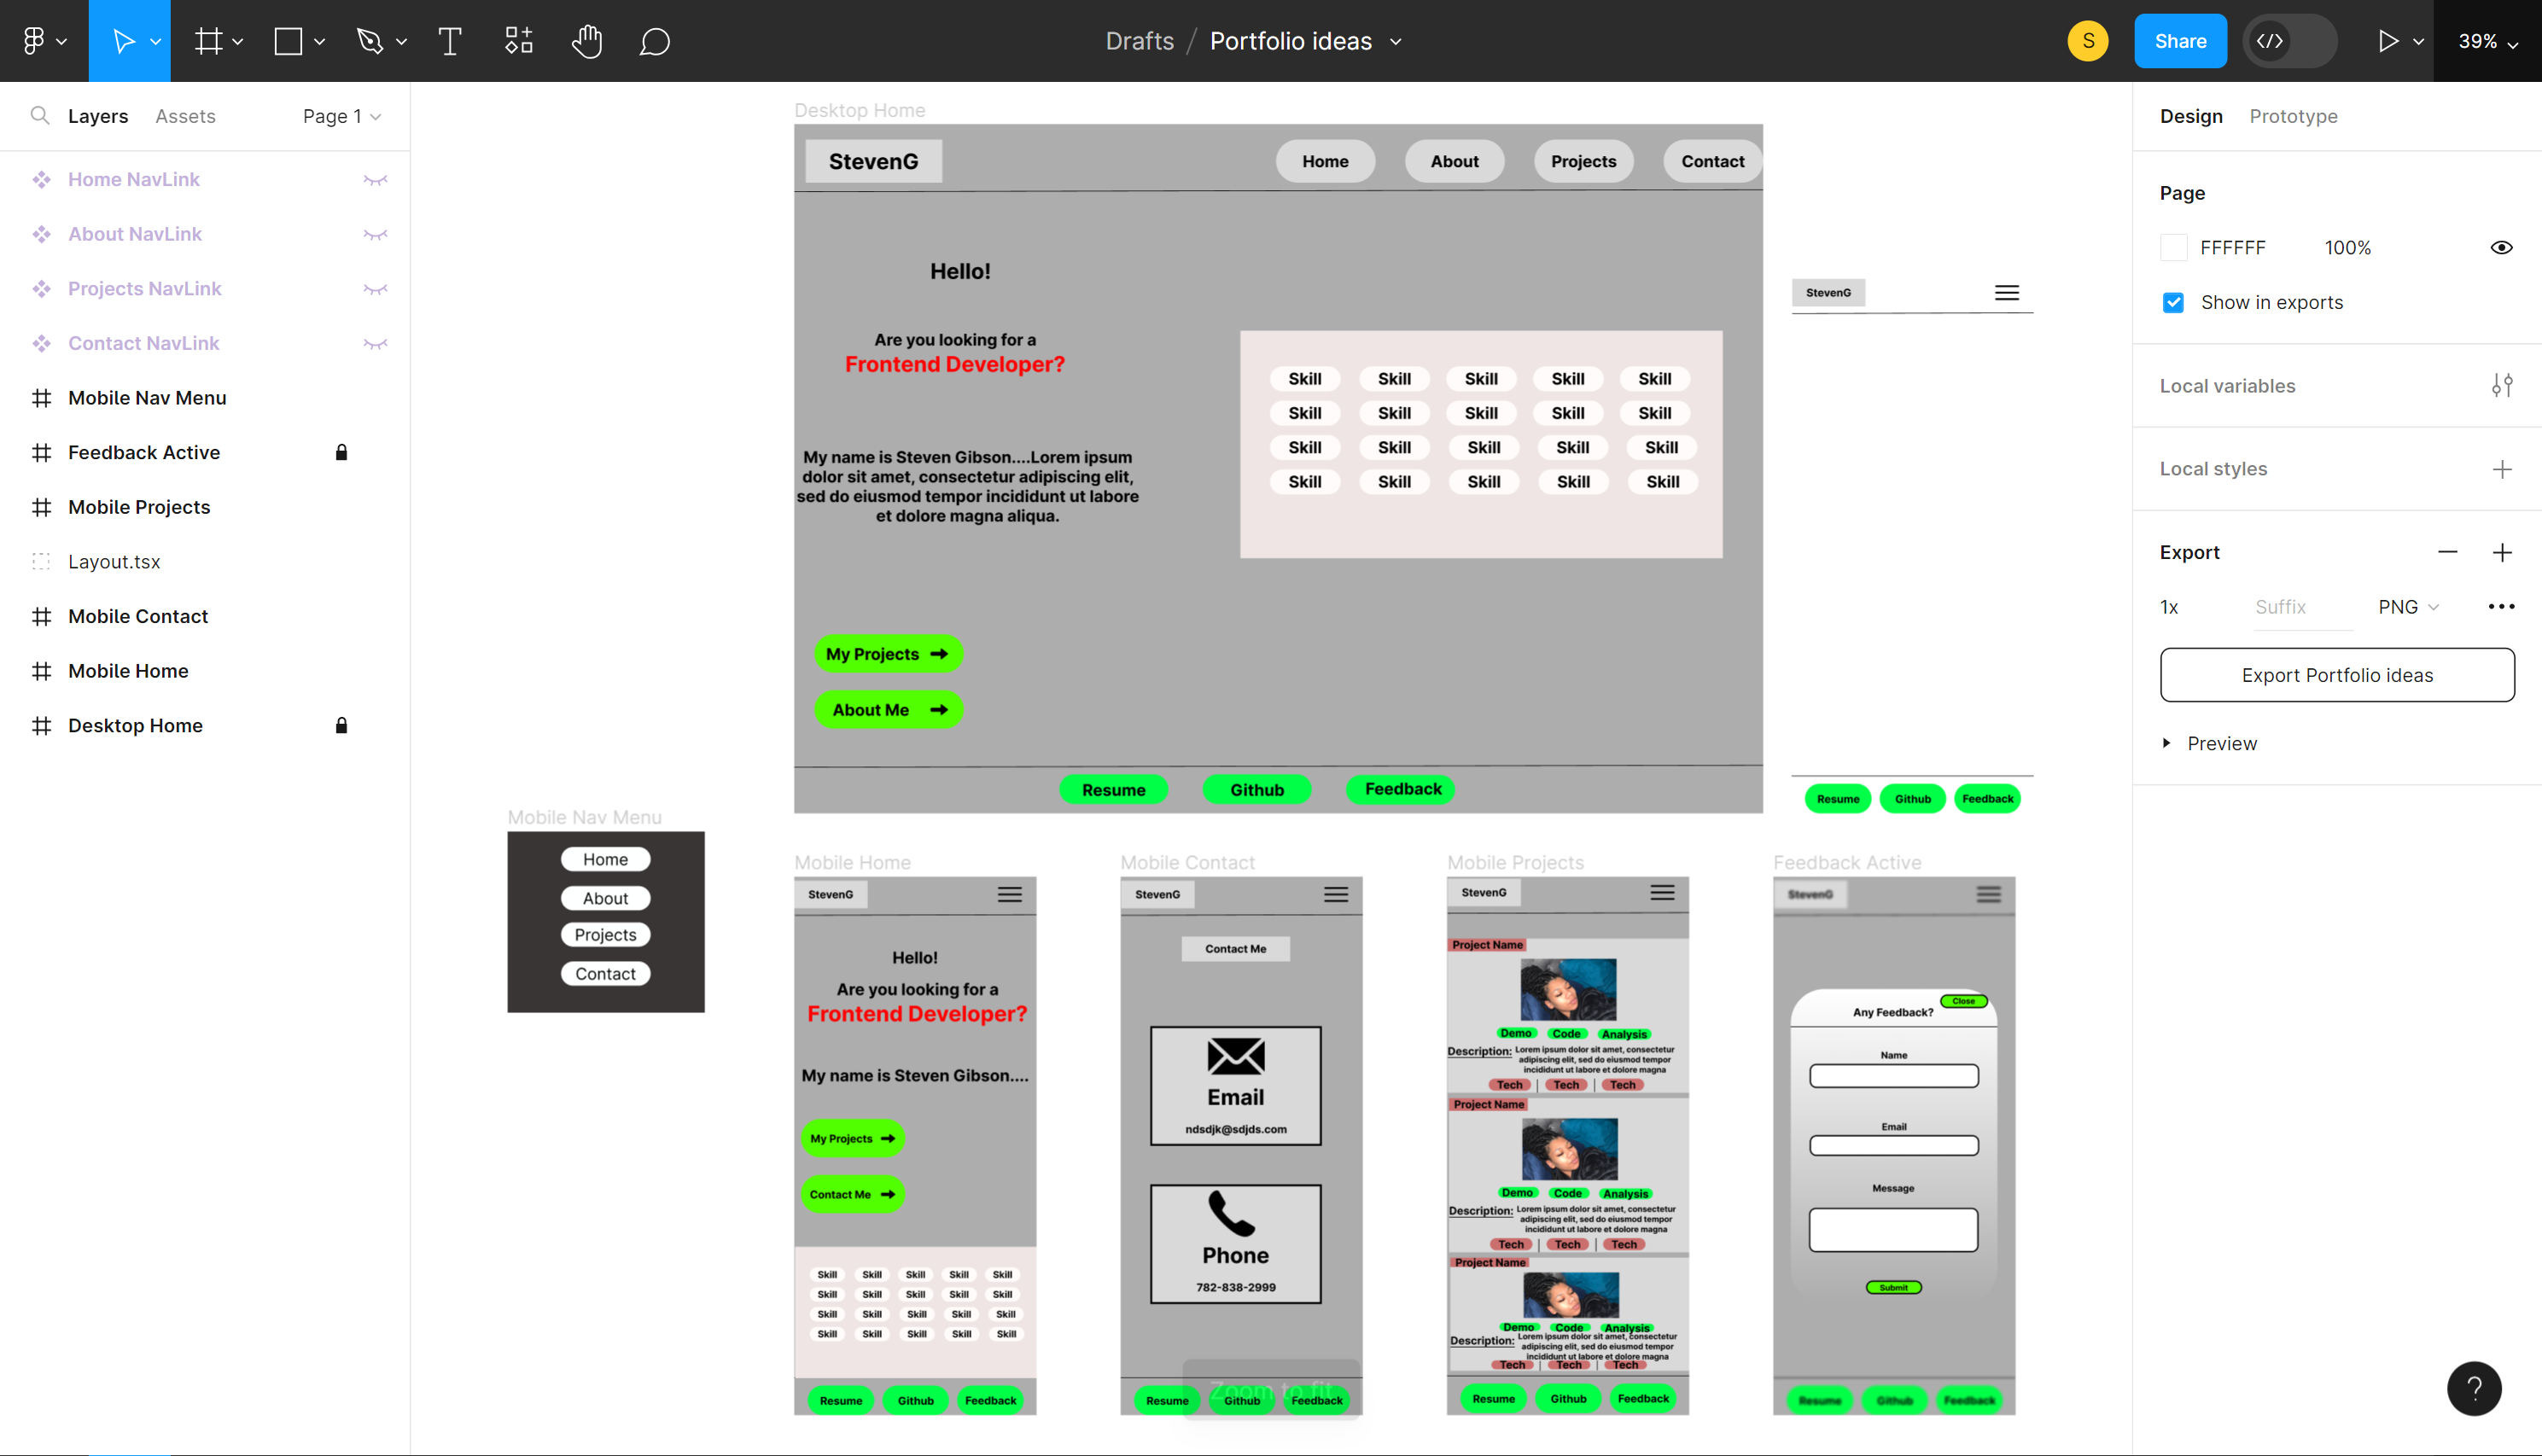 Drafts / Portfolio ideas
S
Share
39%
Layers
Assets
Page 1
Home NavLink
About NavLink
Projects NavLink
Contact NavLink
Mobile Nav Menu
Feedback Active
Mobile Projects
Layout.tsx
Mobile Contact
Mobile Home
Desktop Home
Desktop Home
StevenG
Home
About
Projects
Contact
Hello!
Are you looking for a
Frontend Developer?
My name is Steven Gibson....Lorem ipsum
dolor sit amet, consectetur adipiscing elit,
sed do eiusmod tempor incididunt ut labore
et dolore magna aliqua.
Skill Skill Skill Skill Skill
Skill Skill Skill Skill Skill
Skill Skill Skill Skill Skill
Skill Skill Skill Skill Skill
My Projects
About Me
Resume
Github
Feedback
StevenG
Resume
Github
Feedback
Mobile Nav Menu
Home
About
Projects
Contact
Mobile Home
StevenG
Hello!
Are you looking for a
Frontend Developer?
My name is Steven Gibson....
My Projects
Contact Me
Skill Skill Skill Skill Skill
Skill Skill Skill Skill Skill
Skill Skill Skill Skill Skill
Skill Skill Skill Skill Skill
Resume
Github
Feedback
Mobile Contact
StevenG
Contact Me
Email
ndsdjk@sdjds.com
Phone
782-838-2999
Zoom to fit
Resume
Github
Feedback
Mobile Projects
StevenG
Project Name
Demo Code Analysis
Description: Lorem ipsum dolor sit amet, consectetur
adipiscing elit, sed do eiusmod tempor
incididunt ut labore et dolore magna
Tech | Tech | Tech
Project Name
Demo Code Analysis
Description: Lorem ipsum dolor sit amet, consectetur
adipiscing elit, sed do eiusmod tempor
incididunt ut labore et dolore magna
Tech | Tech | Tech
Project Name
Demo Code Analysis
Description: Lorem ipsum dolor sit amet, consectetur
adipiscing elit, sed do eiusmod tempor
incididunt ut labore et dolore magna
Tech Tech Tech
Resume
Github
Feedback
Feedback Active
StevenG
Close
Any Feedback?
Name
Email
Message
Submit
Resume
Github
Feedback
Design
Prototype
Page
FFFFFF
100%
Show in exports
Local variables
Local styles
Export
1x
Suffix
PNG
Export Portfolio ideas
Preview
?